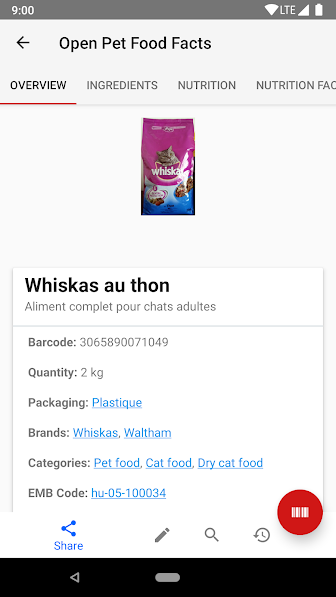 9:00 LTE
Open Pet Food Facts
OVERVIEW INGREDIENTS NUTRITION NUTRITION FAC
whiskas
Whiskas au thon
Aliment complet pour chats adultes
Barcode: 3065890071049
Quantity: 2 kg
Packaging: Plastique
Brands: Whiskas, Waltham
Categories: Pet food, Cat food, Dry cat food
EMB Code: hu-05-100034
Share